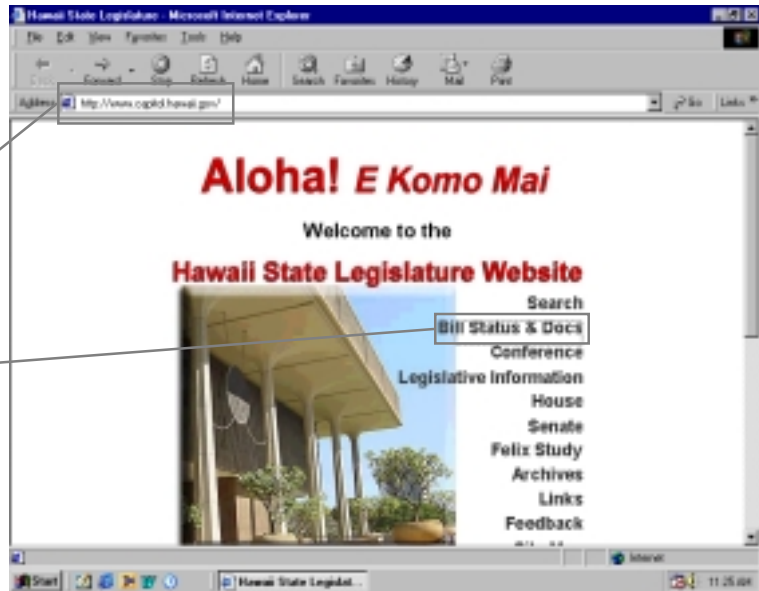 Hawaii State Legislature - Microsoft Internet Explorer
File Edit View Favorites Tools Help
Back Forward Stop Refresh Home Search Favorites History Mail Print
Address http://www.capitol.hawaii.gov/ Go Links »
Aloha! E Komo Mai
Welcome to the
Hawaii State Legislature Website
Search
Bill Status & Docs
Conference
Legislative Information
House
Senate
Felix Study
Archives
Links
Feedback
Internet
Start Hawaii State Legislat... 11:25 AM